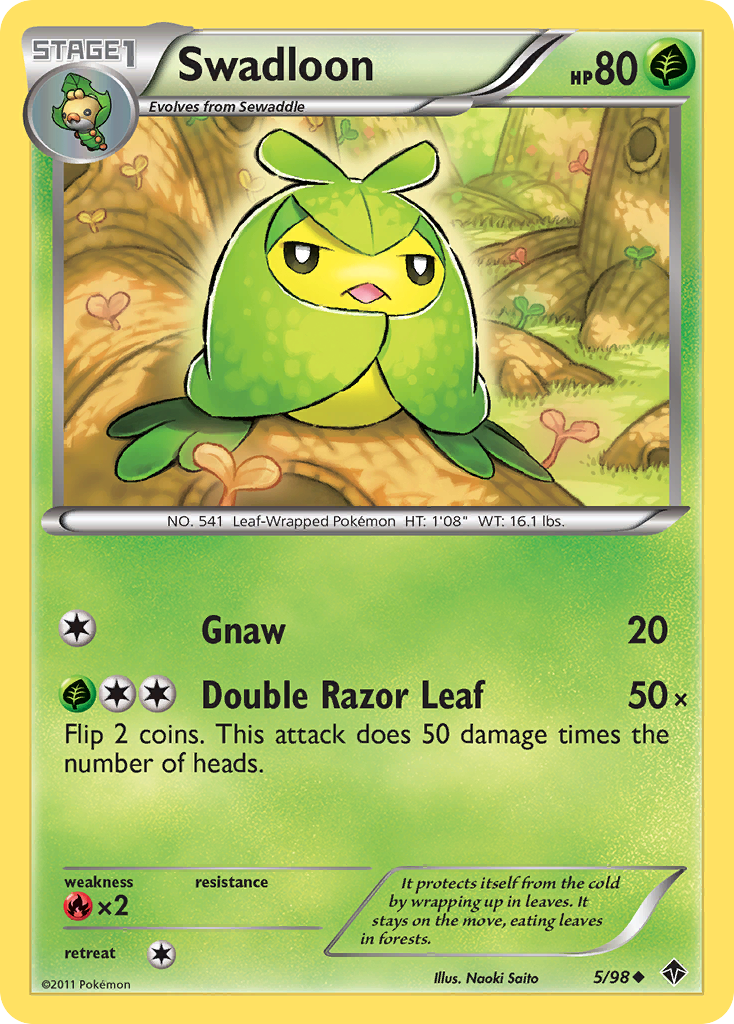 STAGE1
Swadloon
HP80
Evolves from Sewaddle
NO. 541 Leaf-Wrapped Pokémon HT: 1'08" WT: 16.1 lbs.
Gnaw 20
Double Razor Leaf 50×
Flip 2 coins. This attack does 50 damage times the
number of heads.
weakness resistance
×2
retreat
It protects itself from the cold
by wrapping up in leaves. It
stays on the move, eating leaves
in forests.
©2011 Pokémon Illus. Naoki Saito 5/98